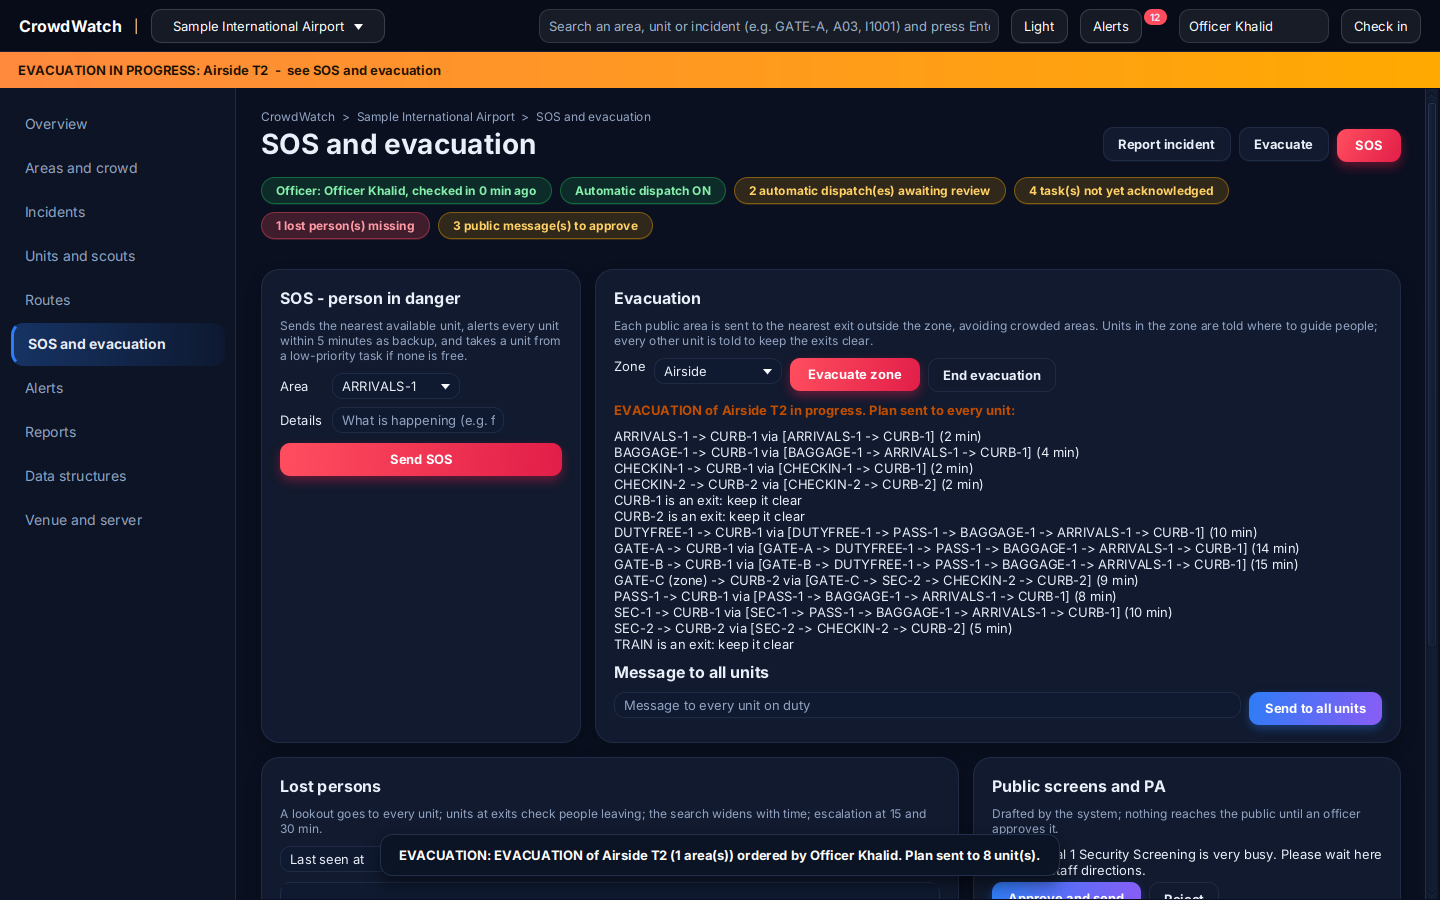 CrowdWatch | Sample International Airport
Search an area, unit or incident (e.g. GATE-A, A03, I1001) and press Ente
Light
Alerts
12
Officer Khalid
Check in
EVACUATION IN PROGRESS: Airside T2 - see SOS and evacuation
Overview
Areas and crowd
Incidents
Units and scouts
Routes
SOS and evacuation
Alerts
Reports
Data structures
Venue and server
CrowdWatch > Sample International Airport > SOS and evacuation
SOS and evacuation
Report incident
Evacuate
SOS
Officer: Officer Khalid, checked in 0 min ago
Automatic dispatch ON
2 automatic dispatch(es) awaiting review
4 task(s) not yet acknowledged
1 lost person(s) missing
3 public message(s) to approve
SOS - person in danger
Sends the nearest available unit, alerts every unit
within 5 minutes as backup, and takes a unit from
a low-priority task if none is free.
Area
ARRIVALS-1
Details
What is happening (e.g. f
Send SOS
Evacuation
Each public area is sent to the nearest exit outside the zone, avoiding crowded areas. Units in the zone are told where to guide people;
every other unit is told to keep the exits clear.
Zone
Airside
Evacuate zone
End evacuation
EVACUATION of Airside T2 in progress. Plan sent to every unit:
ARRIVALS-1 -> CURB-1 via [ARRIVALS-1 -> CURB-1] (2 min)
BAGGAGE-1 -> CURB-1 via [BAGGAGE-1 -> ARRIVALS-1 -> CURB-1] (4 min)
CHECKIN-1 -> CURB-1 via [CHECKIN-1 -> CURB-1] (2 min)
CHECKIN-2 -> CURB-2 via [CHECKIN-2 -> CURB-2] (2 min)
CURB-1 is an exit: keep it clear
CURB-2 is an exit: keep it clear
DUTYFREE-1 -> CURB-1 via [DUTYFREE-1 -> PASS-1 -> BAGGAGE-1 -> ARRIVALS-1 -> CURB-1] (10 min)
GATE-A -> CURB-1 via [GATE-A -> DUTYFREE-1 -> PASS-1 -> BAGGAGE-1 -> ARRIVALS-1 -> CURB-1] (14 min)
GATE-B -> CURB-1 via [GATE-B -> DUTYFREE-1 -> PASS-1 -> BAGGAGE-1 -> ARRIVALS-1 -> CURB-1] (15 min)
GATE-C (zone) -> CURB-2 via [GATE-C -> SEC-2 -> CHECKIN-2 -> CURB-2] (9 min)
PASS-1 -> CURB-1 via [PASS-1 -> BAGGAGE-1 -> ARRIVALS-1 -> CURB-1] (8 min)
SEC-1 -> CURB-1 via [SEC-1 -> PASS-1 -> BAGGAGE-1 -> ARRIVALS-1 -> CURB-1] (10 min)
SEC-2 -> CURB-2 via [SEC-2 -> CHECKIN-2 -> CURB-2] (5 min)
TRAIN is an exit: keep it clear
Message to all units
Message to every unit on duty
Send to all units
Lost persons
A lookout goes to every unit; units at exits check people leaving; the search widens with time; escalation at 15 and
30 min.
Last seen at
Public screens and PA
Drafted by the system; nothing reaches the public until an officer
approves it.
al 1 Security Screening is very busy. Please wait here
taff directions.
Approve and send
Reject
EVACUATION: EVACUATION of Airside T2 (1 area(s)) ordered by Officer Khalid. Plan sent to 8 unit(s).